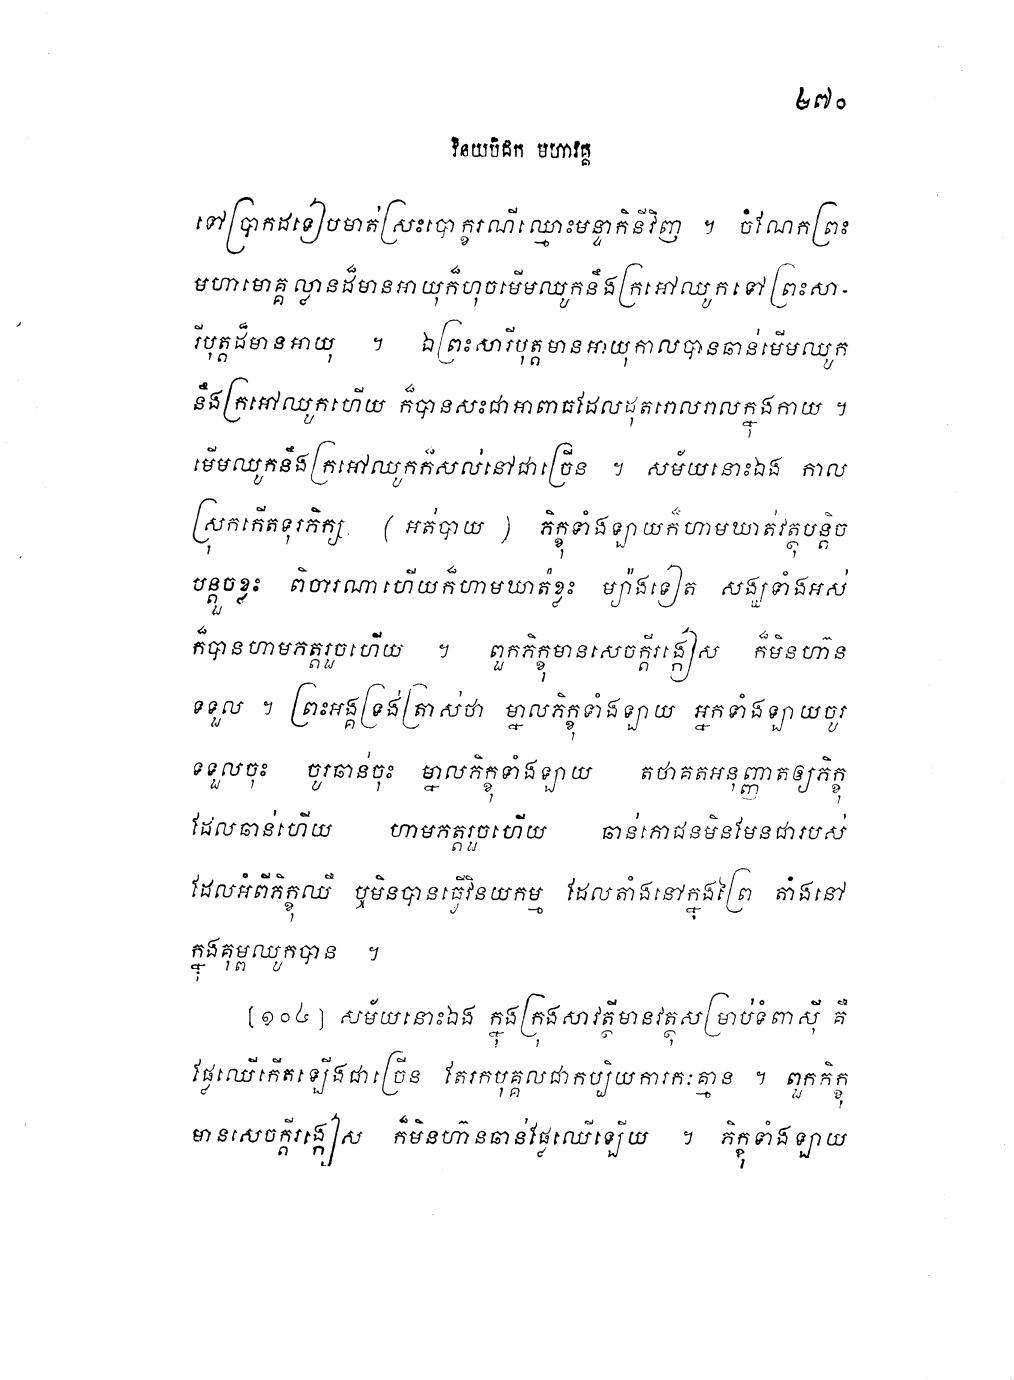 ២៧០
វិនយបិដក មហាវគ្គ
ទៅប្រាកដទៀបមាត់ស្រះបោក្ខរណីឈ្មោះមន្ទាកិនីវិញ ។ ចំណែកព្រះ
មហាមោគ្គល្លានដ៏មានអាយុក៏ហុចមើមឈូកនឹងក្រអៅឈូកទៅព្រះសា-
រីបុត្តដ៏មានអាយុ ។ ឯព្រះសារីបុត្តមានអាយុកាលបានឆាន់មើមឈូក
នឹងក្រអៅឈូកហើយ ក៏បានសះជាអាពាធដែលដុតរោលរាលក្នុងកាយ ។
មើមឈូកនឹងក្រអៅឈូកក៏សល់នៅជាច្រើន ។ សម័យនោះឯង កាល
ស្រុកកើតទុរភិក្ស (អត់បាយ) ភិក្ខុទាំងឡាយក៏ហាមឃាត់វត្ថុបន្តិច
បន្តួចខ្លះ ពិចារណាហើយក៏ហាមឃាត់ខ្លះ ម្យ៉ាងទៀត សង្ឃទាំងអស់
ក៏បានហាមភត្តរួចហើយ ។ ពួកភិក្ខុមានសេចក្តីរង្កៀស ក៏មិនហ៊ាន
ទទួល ។ ព្រះអង្គទ្រង់ត្រាស់ថា ម្នាលភិក្ខុទាំងឡាយ អ្នកទាំងឡាយចូរ
ទទួលចុះ ចូរឆាន់ចុះ ម្នាលភិក្ខុទាំងឡាយ តថាគតអនុញ្ញាតឲ្យភិក្ខុ
ដែលឆាន់ហើយ ហាមភត្តរួចហើយ ឆាន់ភោជនមិនមែនជារបស់
ដែលអំពីភិក្ខុឈឺ ឬមិនបានធ្វើវិនយកម្ម ដែលតាំងនៅក្នុងព្រៃ តាំងនៅ
ក្នុងគុម្ពឈូកបាន ។
[១០៤] សម័យនោះឯង ក្នុងក្រុងសាវត្ថីមានវត្ថុសម្រាប់ទំពាស៊ី គឺ
ផ្លែឈើកើតឡើងជាច្រើន តែរកបុគ្គលជាកប្បិយការកៈគ្មាន ។ ពួកភិក្ខុ
មានសេចក្តីរង្កៀស ក៏មិនហ៊ានឆាន់ផ្លែឈើឡើយ ។ ភិក្ខុទាំងឡាយ